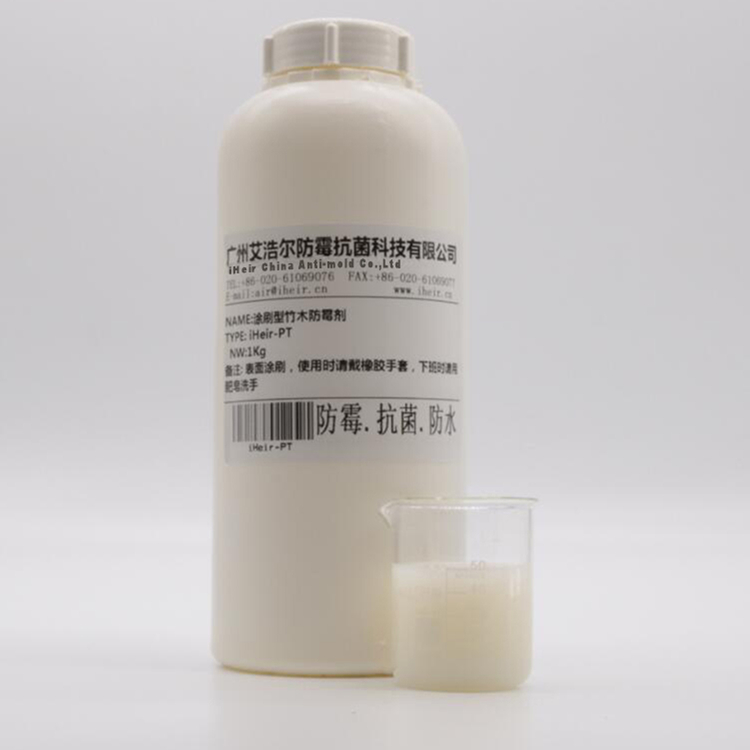 广州艾浩尔防霉抗菌科技有限公司
iHeir China Anti-mold Co.,Ltd
TEL:+86-020-61069076 FAX:+86-020-61069077
E-mail:air@iheir.cn www.iheir.cn
NAME:涂刷型竹木防霉剂
TYPE: iHeir-PT
NW:1Kg
备注: 表面涂刷，使用时请戴橡胶手套，下班时请用
肥皂洗手
防霉.抗菌.防水
iHeir-PT
50